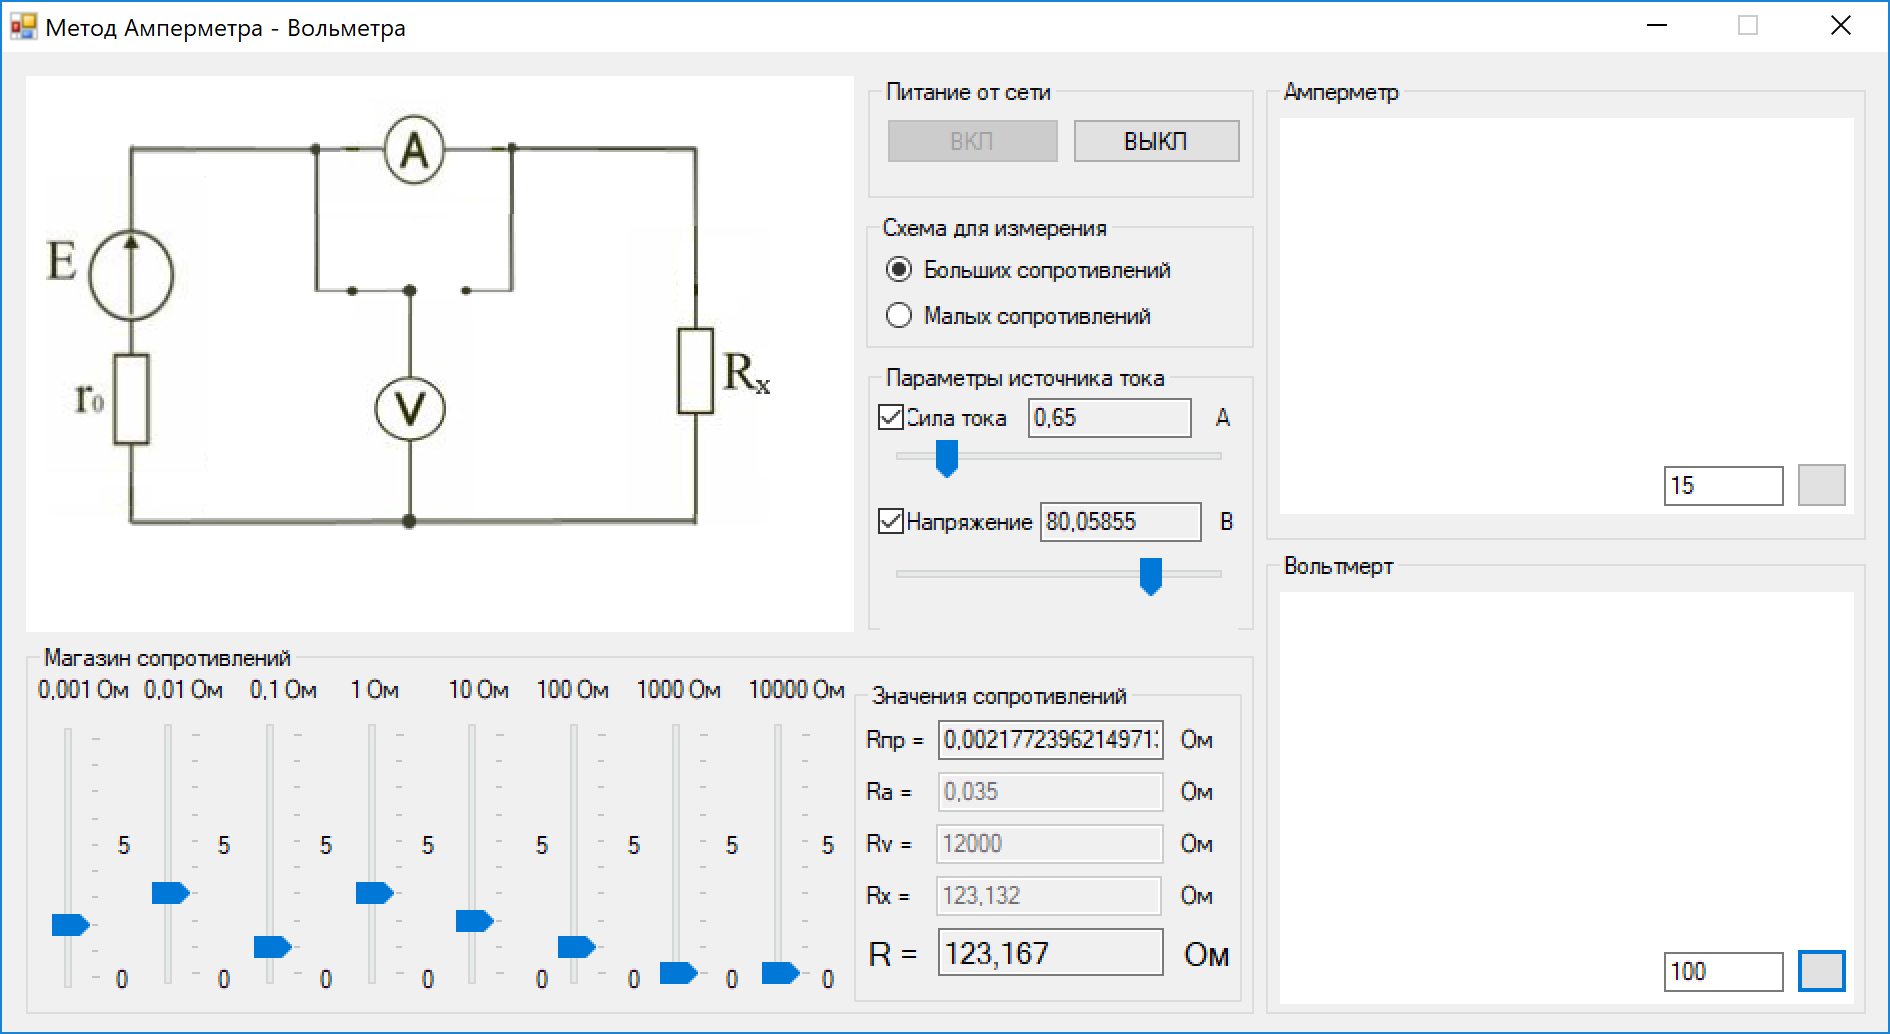 Метод Амперметра - Вольметра
A
E
r0
V
Rx
Питание от сети
ВКЛ ВЫКЛ
Схема для измерения
Больших сопротивлений
Малых сопротивлений
Параметры источника тока
Сила тока 0,65 А
Напряжение 80,05855 В
Амперметр
15
Вольтмерт
100
Магазин сопротивлений
0,001 Ом 0,01 Ом 0,1 Ом 1 Ом 10 Ом 100 Ом 1000 Ом 10000 Ом
5 5 5 5 5 5 5 5
0 0 0 0 0 0 0 0
Значения сопротивлений
Rпр = 0,0021772396214971 Ом
Ra = 0,035 Ом
Rv = 12000 Ом
Rx = 123,132 Ом
R = 123,167 Ом